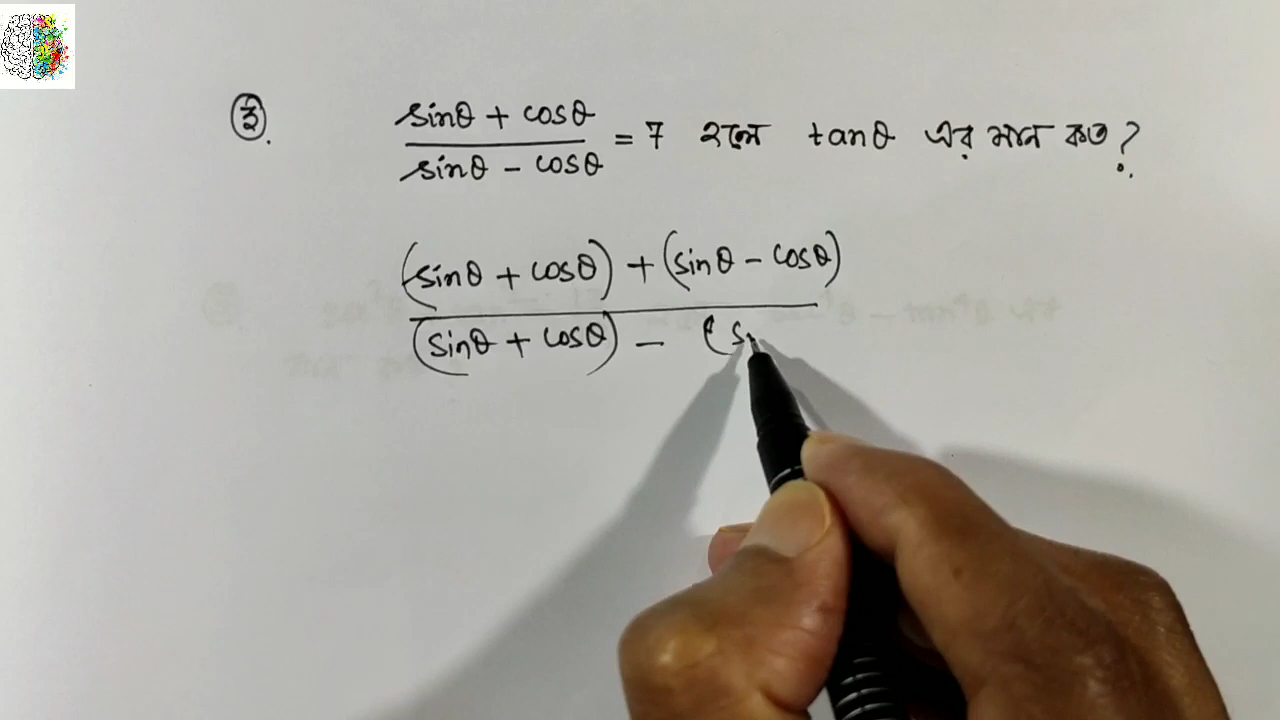 ই. (sinθ + cosθ)/(sinθ - cosθ) = 7 হলে tanθ এর মান কত?
((sinθ + cosθ) + (sinθ - cosθ))/((sinθ + cosθ) - (s